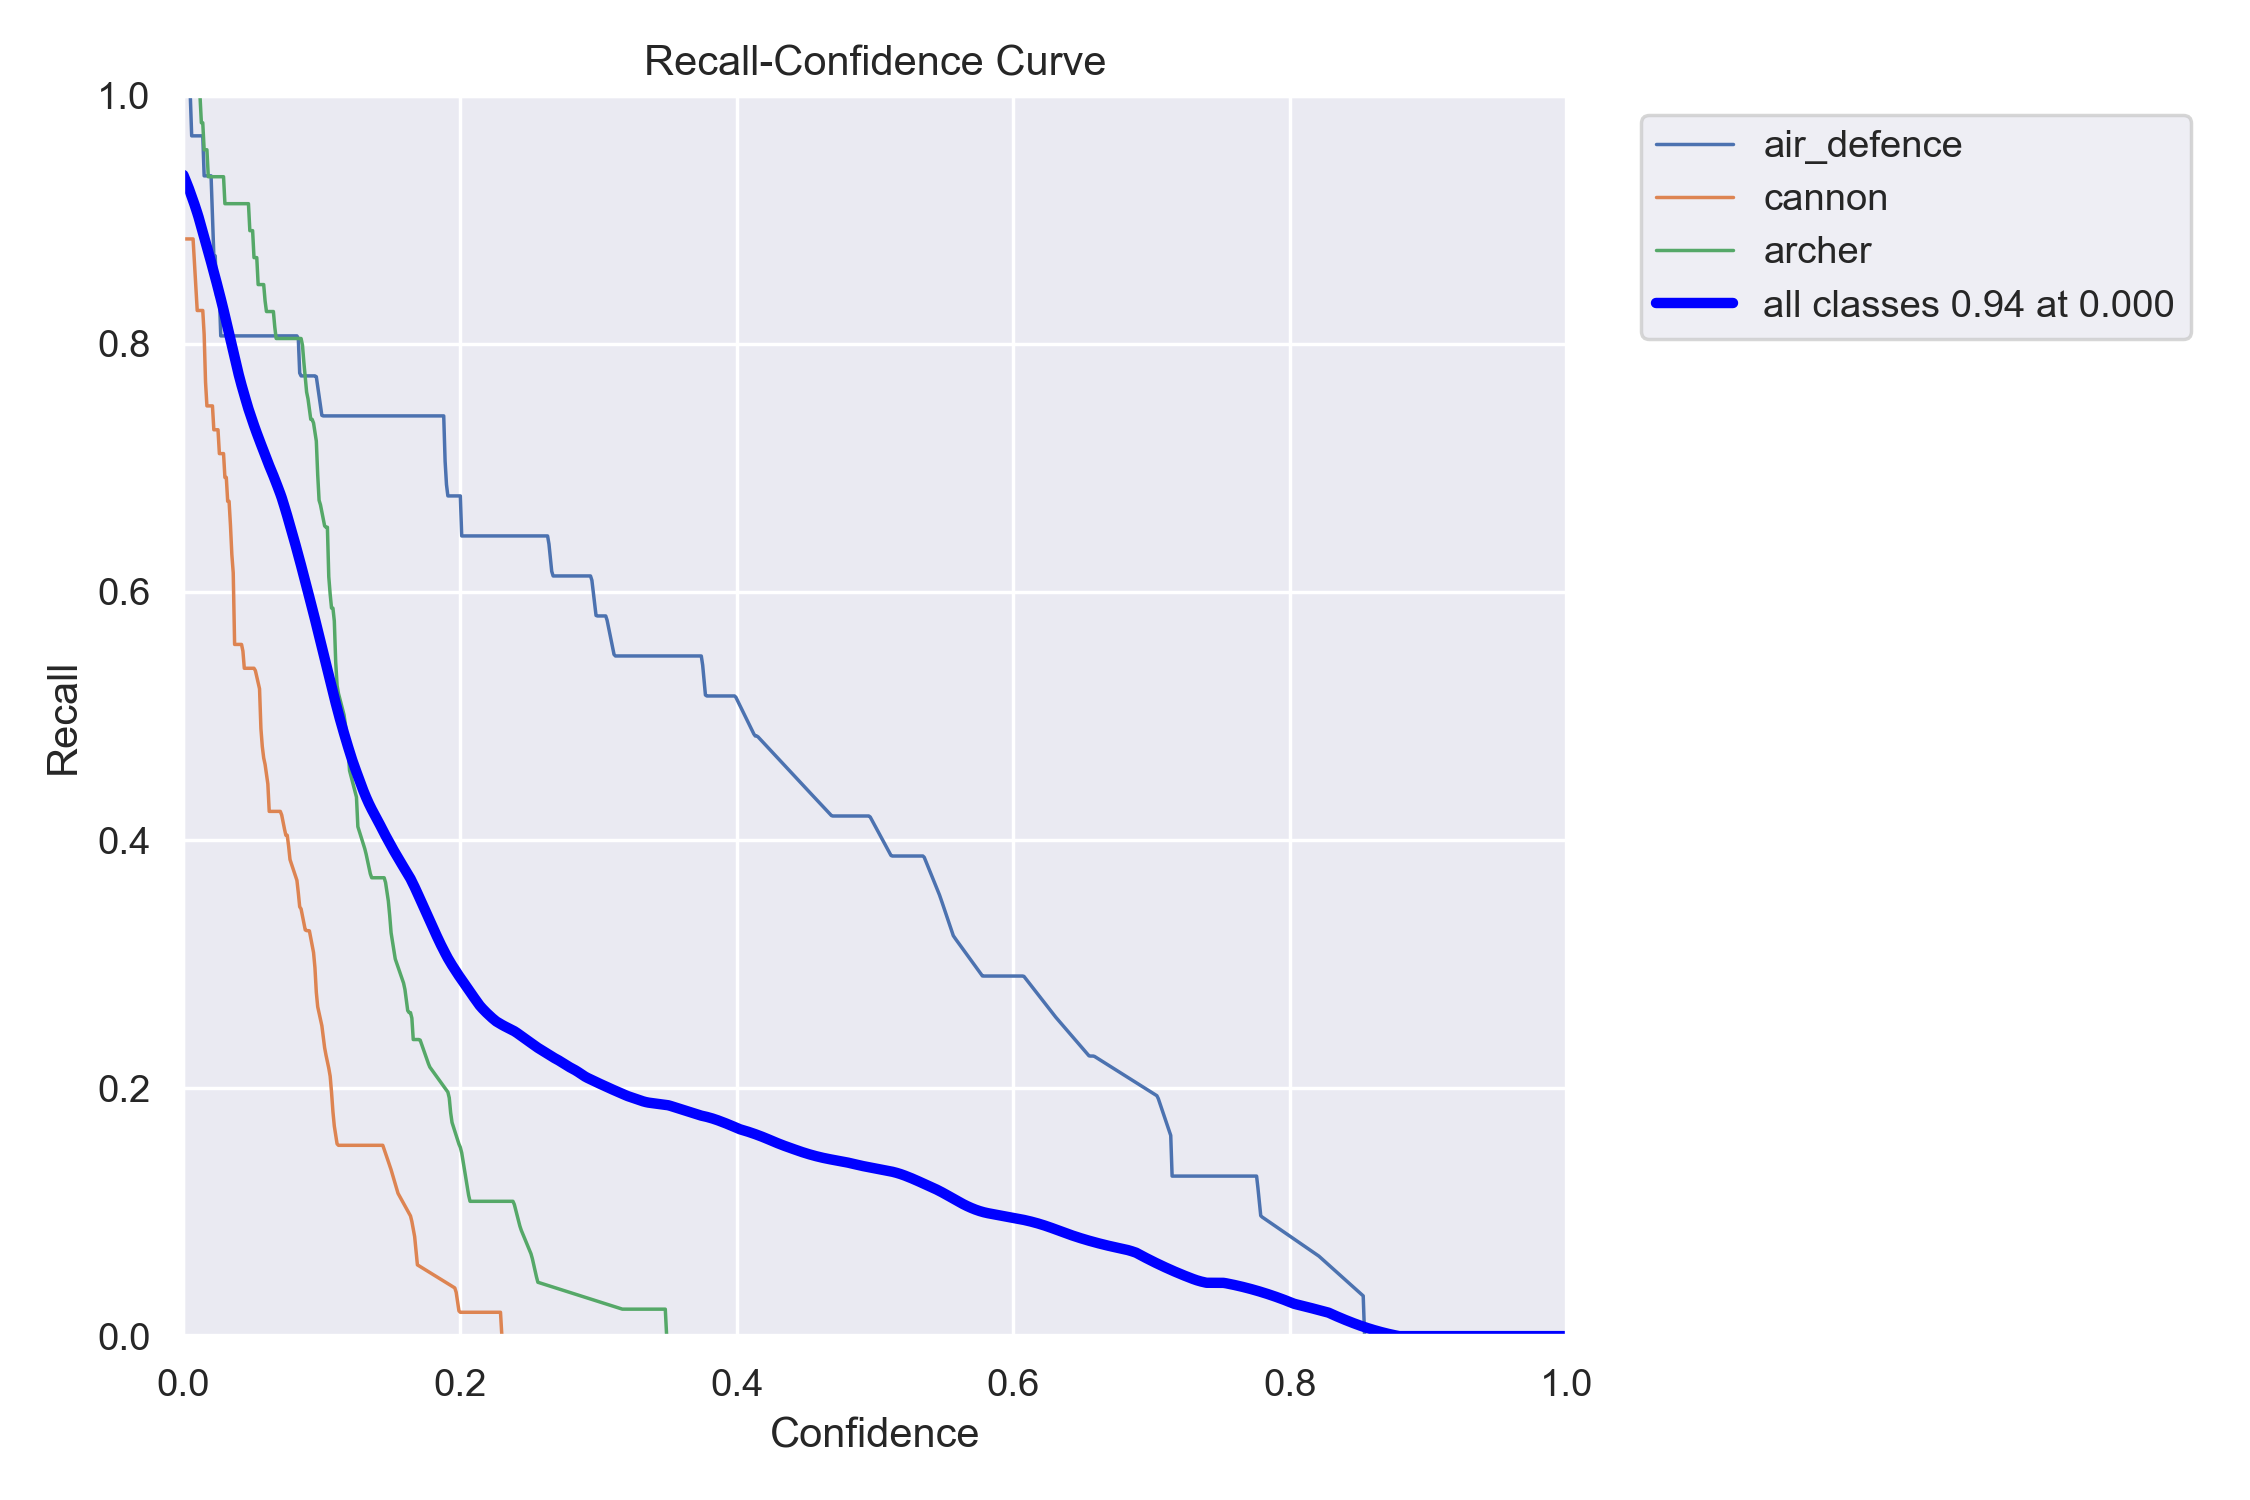 Recall-Confidence Curve
1.0
0.8
0.6
0.4
0.2
0.0
Recall
0.0 0.2 0.4 0.6 0.8 1.0
Confidence
air_defence
cannon
archer
all classes 0.94 at 0.000